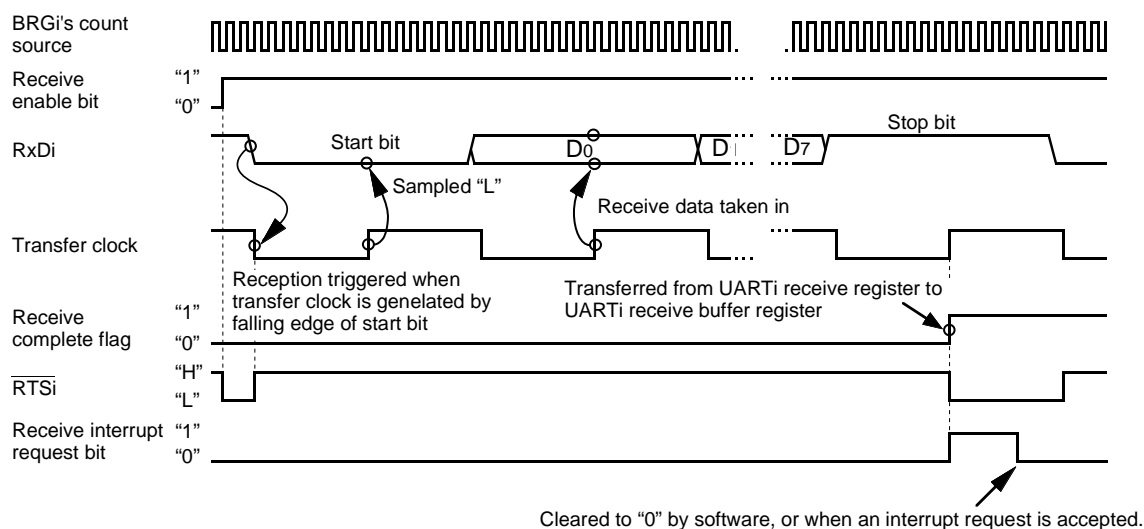 BRGi's count
source
Receive
enable bit
“1”
“0”
RxDi
Start bit
D0
D
D7
Stop bit
Sampled “L”
Receive data taken in
Transfer clock
Reception triggered when
transfer clock is genelated by
falling edge of start bit
Transferred from UARTi receive register to
UARTi receive buffer register
Receive
complete flag
“1”
“0”
RTSi
“H”
“L”
Receive interrupt
request bit
“1”
“0”
Cleared to “0” by software, or when an interrupt request is accepted.